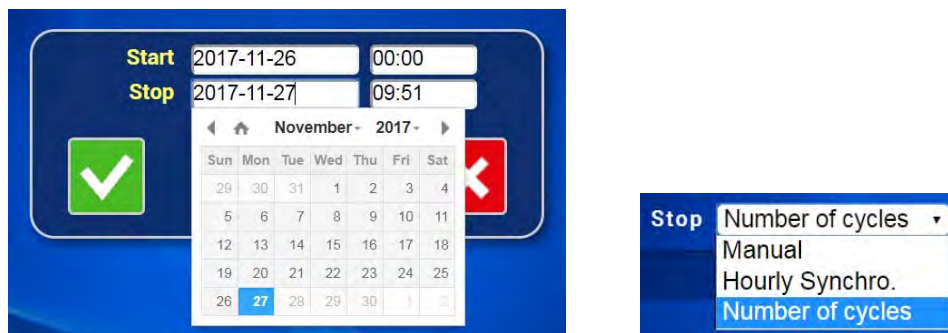 Start 2017-11-26 00:00
Stop 2017-11-27 09:51
November 2017
Sun Mon Tue Wed Thu Fri Sat
29 30 31 1 2 3 4
5 6 7 8 9 10 11
12 13 14 15 16 17 18
19 20 21 22 23 24 25
26 27 28 29 30 1 2
Stop Number of cycles
Manual
Hourly Synchro.
Number of cycles